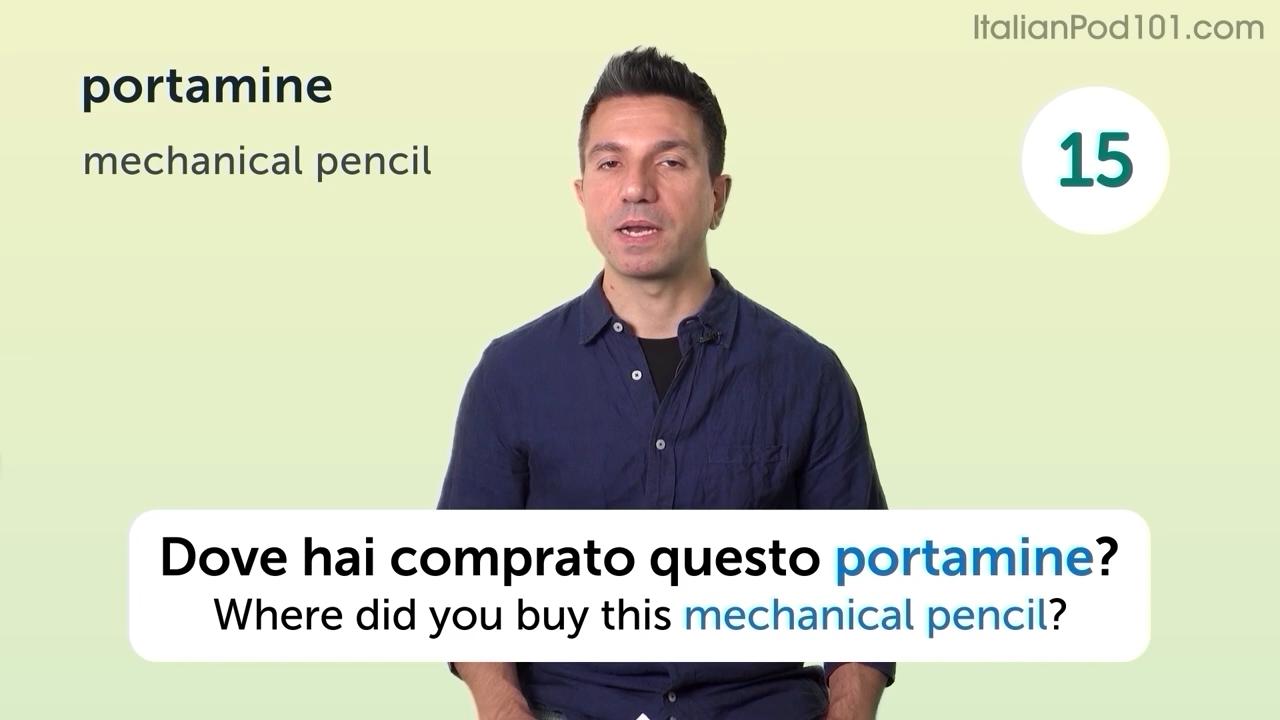 ItalianPod101.com
portamine
mechanical pencil
15
Dove hai comprato questo portamine?
Where did you buy this mechanical pencil?